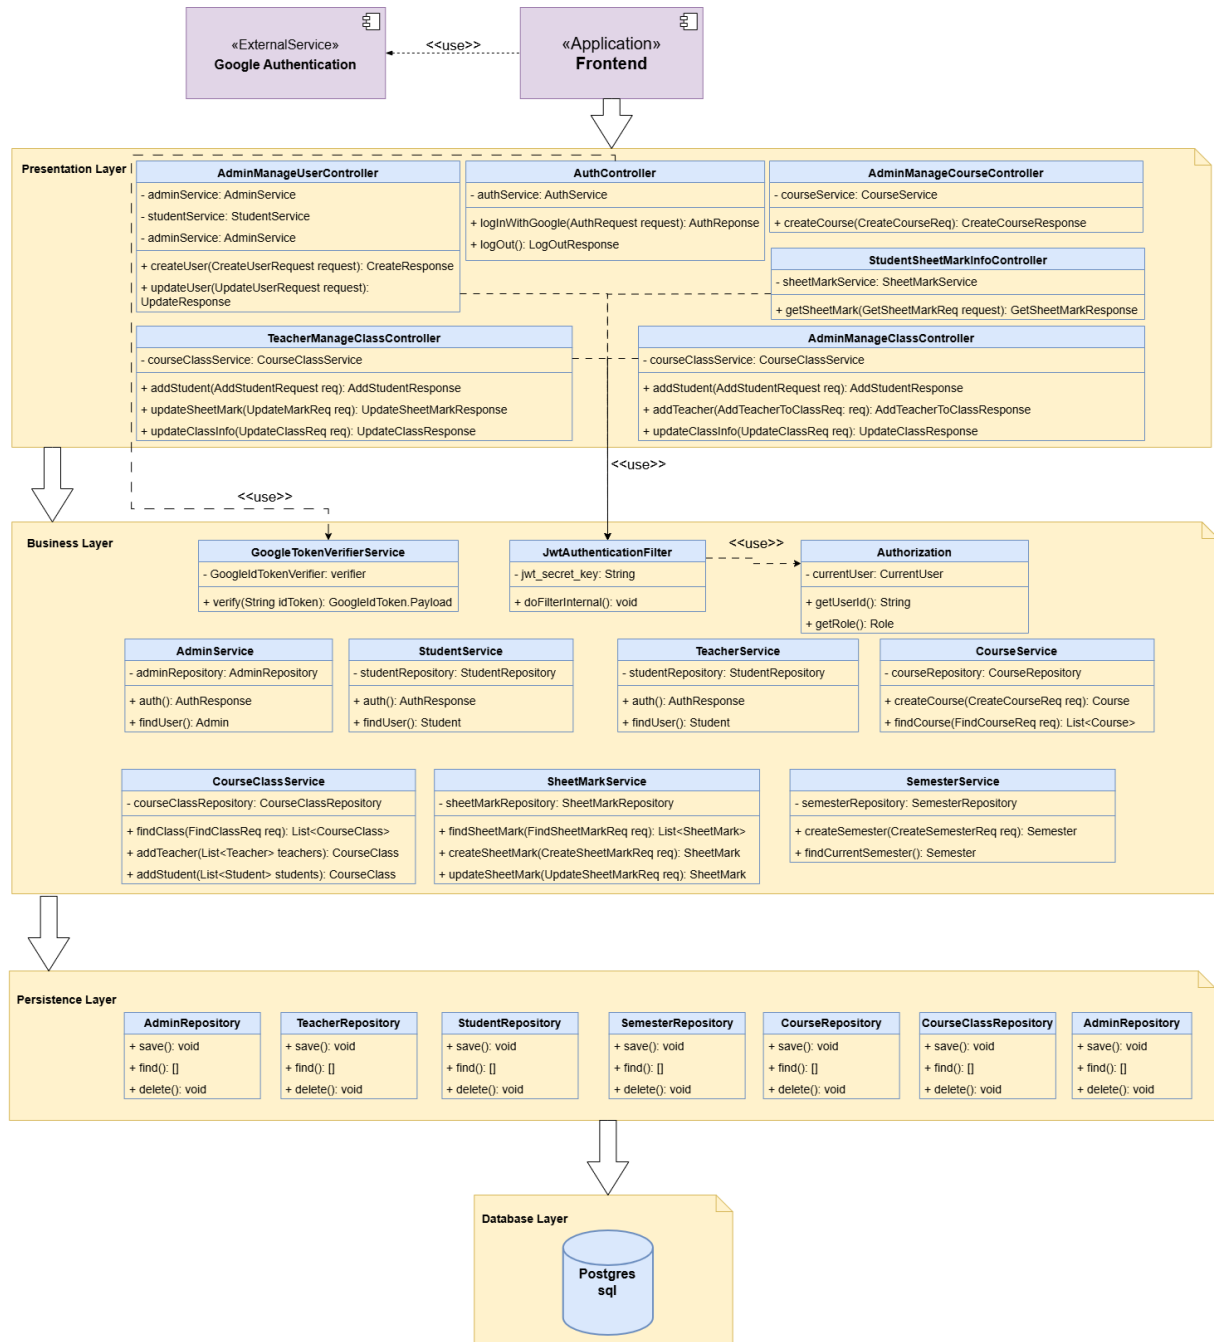 «ExternalService»
Google Authentication
<<use>>
«Application»
Frontend
Presentation Layer
AdminManageUserController
- adminService: AdminService
- studentService: StudentService
- adminService: AdminService
+ createUser(CreateUserRequest request): CreateResponse
+ updateUser(UpdateUserRequest request):
UpdateResponse
AuthController
- authService: AuthService
+ logInWithGoogle(AuthRequest request): AuthReponse
+ logOut(): LogOutResponse
AdminManageCourseController
- courseService: CourseService
+ createCourse(CreateCourseReq): CreateCourseResponse
StudentSheetMarkInfoController
- sheetMarkService: SheetMarkService
+ getSheetMark(GetSheetMarkReq request): GetSheetMarkResponse
TeacherManageClassController
- courseClassService: CourseClassService
+ addStudent(AddStudentRequest req): AddStudentResponse
+ updateSheetMark(UpdateMarkReq req): UpdateSheetMarkResponse
+ updateClassInfo(UpdateClassReq req): UpdateClassResponse
AdminManageClassController
- courseClassService: CourseClassService
+ addStudent(AddStudentRequest req): AddStudentResponse
+ addTeacher(AddTeacherToClassReq: req): AddTeacherToClassResponse
+ updateClassInfo(UpdateClassReq req): UpdateClassResponse
<<use>>
<<use>>
Business Layer
GoogleTokenVerifierService
- GoogleIdTokenVerifier: verifier
+ verify(String idToken): GoogleIdToken.Payload
JwtAuthenticationFilter
- jwt_secret_key: String
+ doFilterInternal(): void
<<use>>
Authorization
- currentUser: CurrentUser
+ getUserId(): String
+ getRole(): Role
AdminService
- adminRepository: AdminRepository
+ auth(): AuthResponse
+ findUser(): Admin
StudentService
- studentRepository: StudentRepository
+ auth(): AuthResponse
+ findUser(): Student
TeacherService
- studentRepository: StudentRepository
+ auth(): AuthResponse
+ findUser(): Student
CourseService
- courseRepository: CourseRepository
+ createCourse(CreateCourseReq req): Course
+ findCourse(FindCourseReq req): List<Course>
CourseClassService
- courseClassRepository: CourseClassRepository
+ findClass(FindClassReq req): List<CourseClass>
+ addTeacher(List<Teacher> teachers): CourseClass
+ addStudent(List<Student> students): CourseClass
SheetMarkService
- sheetMarkRepository: SheetMarkRepository
+ findSheetMark(FindSheetMarkReq req): List<SheetMark>
+ createSheetMark(CreateSheetMarkReq req): SheetMark
+ updateSheetMark(UpdateSheetMarkReq req): SheetMark
SemesterService
- semesterRepository: SemesterRepository
+ createSemester(CreateSemesterReq req): Semester
+ findCurrentSemester(): Semester
Persistence Layer
AdminRepository
+ save(): void
+ find(): []
+ delete(): void
TeacherRepository
+ save(): void
+ find(): []
+ delete(): void
StudentRepository
+ save(): void
+ find(): []
+ delete(): void
SemesterRepository
+ save(): void
+ find(): []
+ delete(): void
CourseRepository
+ save(): void
+ find(): []
+ delete(): void
CourseClassRepository
+ save(): void
+ find(): []
+ delete(): void
AdminRepository
+ save(): void
+ find(): []
+ delete(): void
Database Layer
Postgres
sql